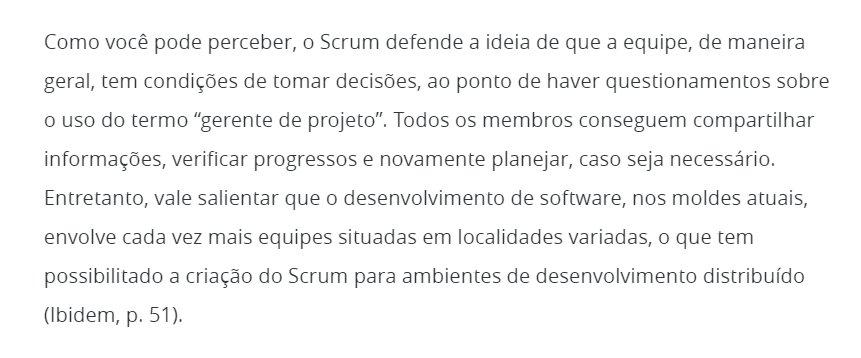 Como você pode perceber, o Scrum defende a ideia de que a equipe, de maneira
geral, tem condições de tomar decisões, ao ponto de haver questionamentos sobre
o uso do termo “gerente de projeto”. Todos os membros conseguem compartilhar
informações, verificar progressos e novamente planejar, caso seja necessário.
Entretanto, vale salientar que o desenvolvimento de software, nos moldes atuais,
envolve cada vez mais equipes situadas em localidades variadas, o que tem
possibilitado a criação do Scrum para ambientes de desenvolvimento distribuído
(Ibidem, p. 51).